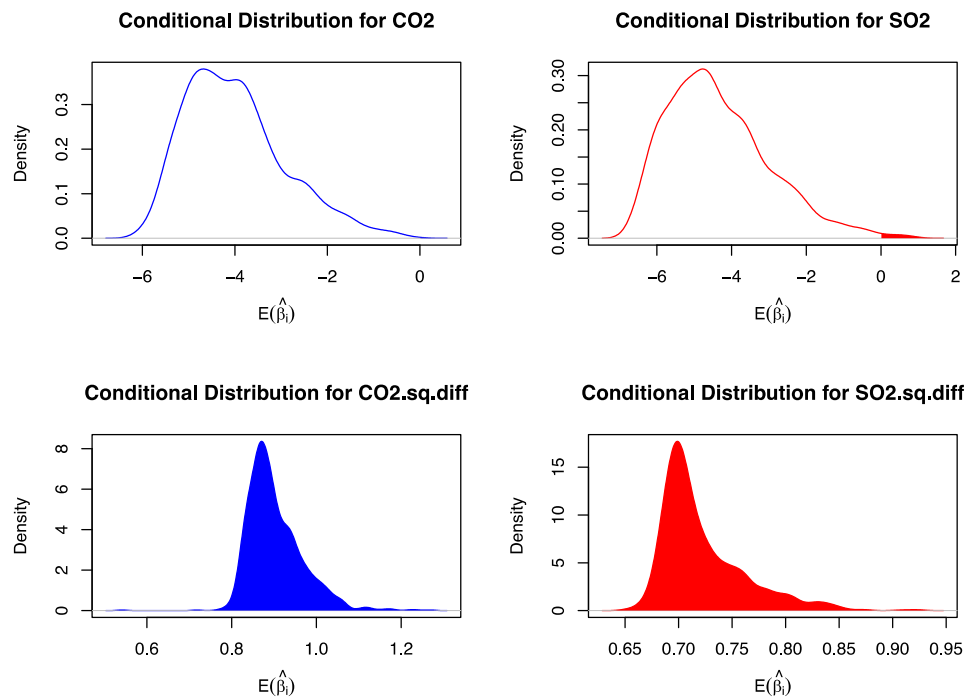 Conditional Distribution for CO2
Density
0.0 0.1 0.2 0.3
−6 −4 −2 0
E(β̂i)
Conditional Distribution for SO2
Density
0.00 0.10 0.20 0.30
−6 −4 −2 0 2
E(β̂i)
Conditional Distribution for CO2.sq.diff
Density
0 2 4 6 8
0.6 0.8 1.0 1.2
E(β̂i)
Conditional Distribution for SO2.sq.diff
Density
0 5 10 15
0.65 0.70 0.75 0.80 0.85 0.90 0.95
E(β̂i)